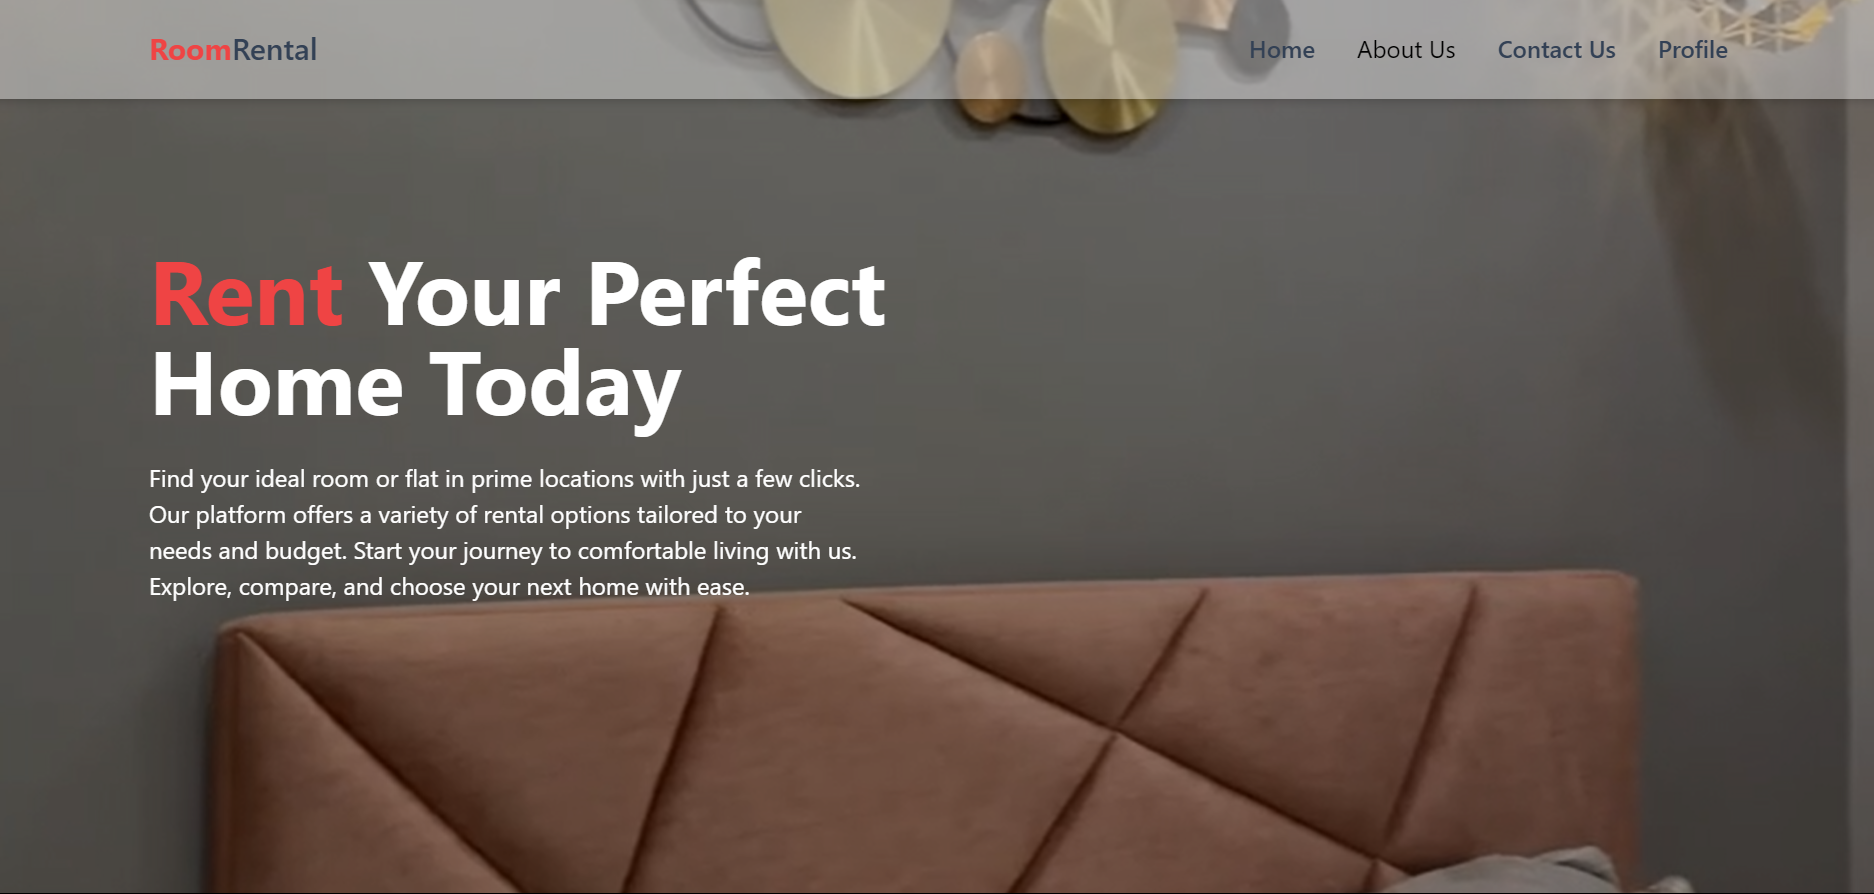 RoomRental
Home About Us Contact Us Profile
Rent Your Perfect
Home Today
Find your ideal room or flat in prime locations with just a few clicks.
Our platform offers a variety of rental options tailored to your
needs and budget. Start your journey to comfortable living with us.
Explore, compare, and choose your next home with ease.